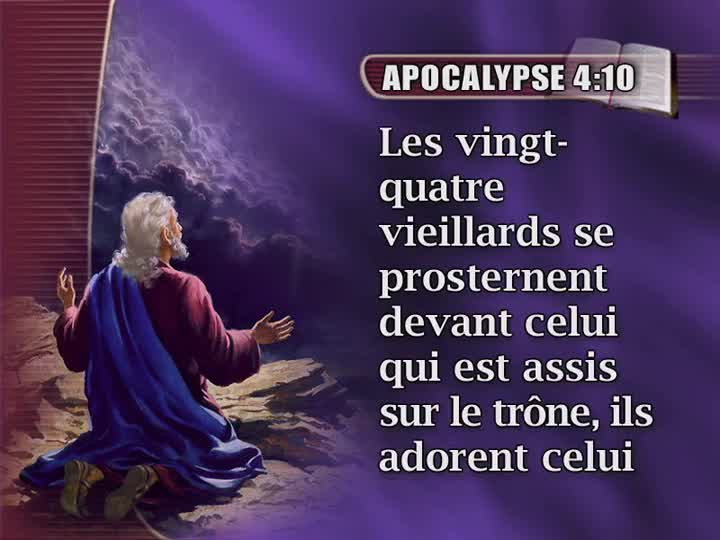 APOCALYPSE 4:10
Les vingt-
quatre
vieillards se
prosternent
devant celui
qui est assis
sur le trône, ils
adorent celui